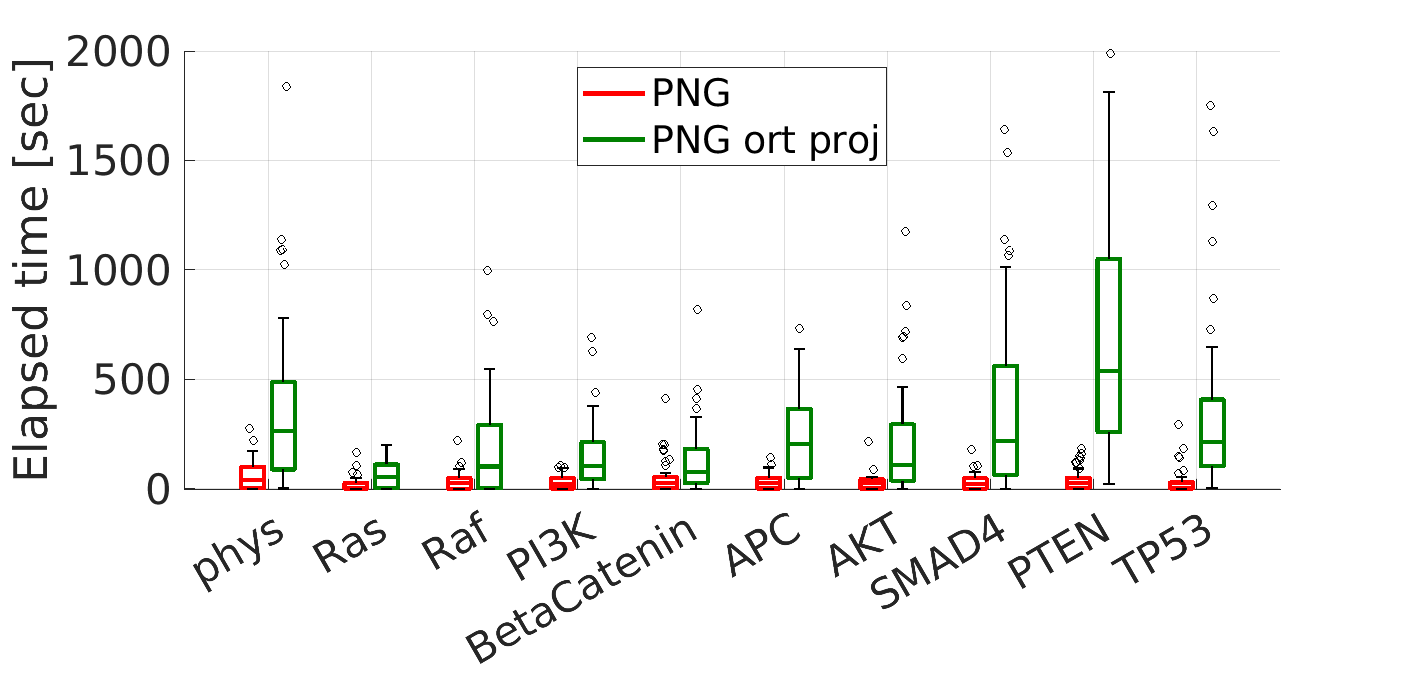 Elapsed time [sec]
2000
1500
1000
500
0
PNG
PNG ort proj
phys
Ras
Raf
PI3K
BetaCatenin
APC
AKT
SMAD4
PTEN
TP53